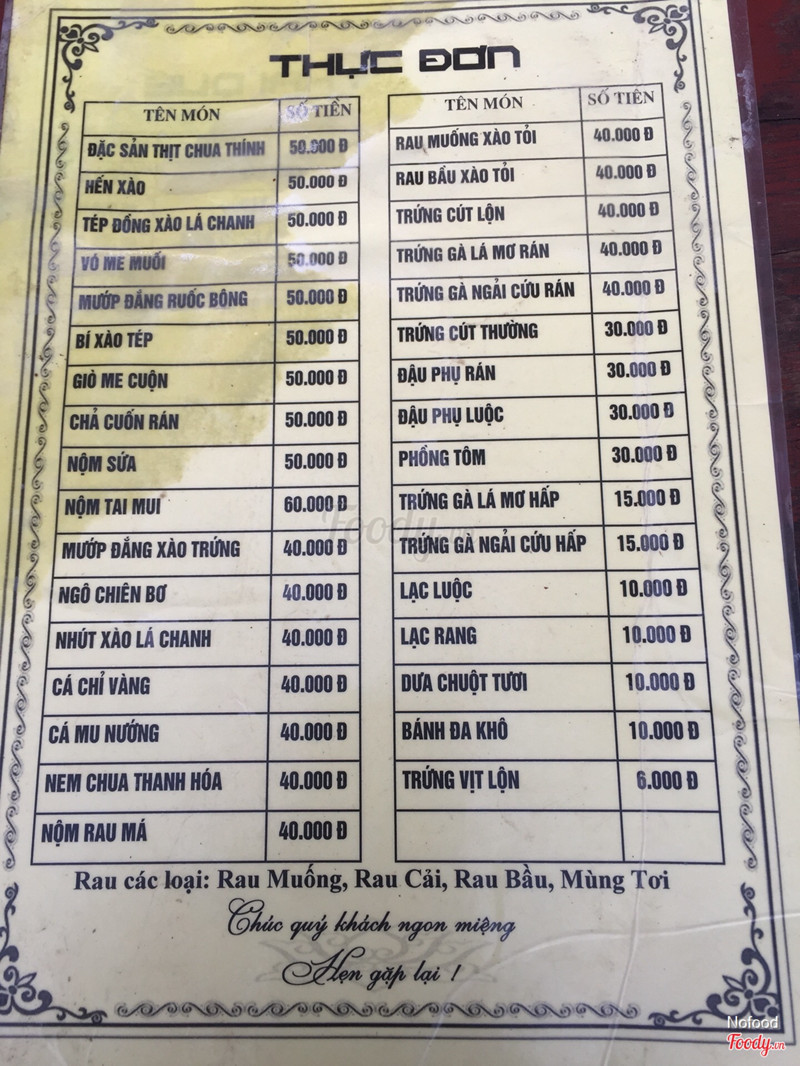 THỰC ĐƠN
TÊN MÓN SỐ TIỀN
ĐẶC SẢN THỊT CHUA THÍNH 50.000 Đ
HẾN XÀO 50.000 Đ
TÉP ĐỒNG XÀO LÁ CHANH 50.000 Đ
VÓ ME MUỐI 50.000 Đ
MƯỚP ĐẮNG RUỐC BÔNG 50.000 Đ
BÍ XÀO TÉP 50.000 Đ
GIÒ ME CUỘN 50.000 Đ
CHẢ CUỐN RÁN 50.000 Đ
NỘM SỨA 50.000 Đ
NỘM TAI MUI 60.000 Đ
MƯỚP ĐẮNG XÀO TRỨNG 40.000 Đ
NGÔ CHIÊN BƠ 40.000 Đ
NHÚT XÀO LÁ CHANH 40.000 Đ
CÁ CHỈ VÀNG 40.000 Đ
CÁ MU NƯỚNG 40.000 Đ
NEM CHUA THANH HÓA 40.000 Đ
NỘM RAU MÁ 40.000 Đ
TÊN MÓN SỐ TIỀN
RAU MUỐNG XÀO TỎI 40.000 Đ
RAU BẦU XÀO TỎI 40.000 Đ
TRỨNG CÚT LỘN 40.000 Đ
TRỨNG GÀ LÁ MƠ RÁN 40.000 Đ
TRỨNG GÀ NGẢI CỨU RÁN 40.000 Đ
TRỨNG CÚT THƯỜNG 30.000 Đ
ĐẬU PHỤ RÁN 30.000 Đ
ĐẬU PHỤ LUỘC 30.000 Đ
PHỒNG TÔM 30.000 Đ
TRỨNG GÀ LÁ MƠ HẤP 15.000 Đ
TRỨNG GÀ NGẢI CỨU HẤP 15.000 Đ
LẠC LUỘC 10.000 Đ
LẠC RANG 10.000 Đ
DƯA CHUỘT TƯƠI 10.000 Đ
BÁNH ĐA KHÔ 10.000 Đ
TRỨNG VỊT LỘN 6.000 Đ
Rau các loại: Rau Muống, Rau Cải, Rau Bầu, Mùng Tơi
Chúc quý khách ngon miệng
Hẹn gặp lại !
Foody.vn
Nofood
Foody.vn